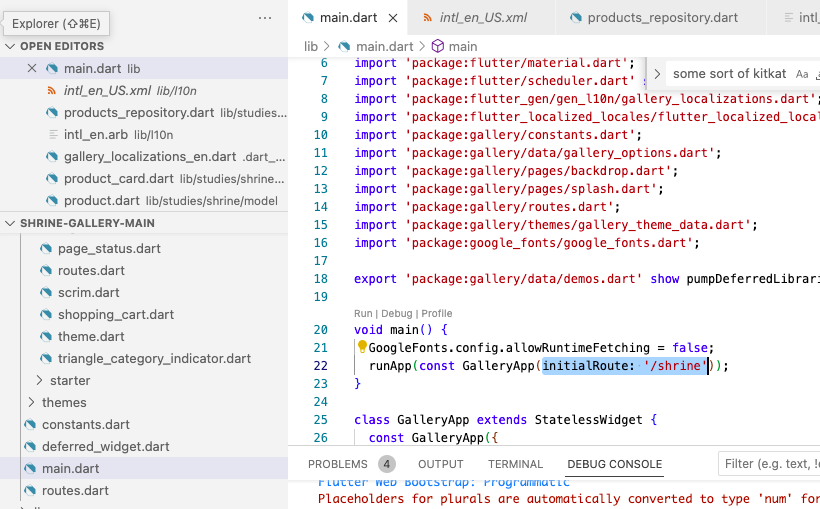 Explorer (⇧⌘E)
...
OPEN EDITORS
main.dart lib
intl_en_US.xml lib/l10n
products_repository.dart lib/studies...
intl_en.arb lib/l10n
gallery_localizations_en.dart .dart_...
product_card.dart lib/studies/shrine...
product.dart lib/studies/shrine/model
SHRINE-GALLERY-MAIN
page_status.dart
routes.dart
scrim.dart
shopping_cart.dart
theme.dart
triangle_category_indicator.dart
starter
themes
constants.dart
deferred_widget.dart
main.dart
routes.dart
main.dart intl_en_US.xml products_repository.dart intl
lib > main.dart > main
some sort of kitkat Aa
6 import 'package:flutter/material.dart';
7 import 'package:flutter/scheduler.dart'
8 import 'package:flutter_gen/gen_l10n/gallery_localizations.dart';
9 import 'package:flutter_localized_locales/flutter_localized_local
10 import 'package:gallery/constants.dart';
11 import 'package:gallery/data/gallery_options.dart';
12 import 'package:gallery/pages/backdrop.dart';
13 import 'package:gallery/pages/splash.dart';
14 import 'package:gallery/routes.dart';
15 import 'package:gallery/themes/gallery_theme_data.dart';
16 import 'package:google_fonts/google_fonts.dart';
17
18 export 'package:gallery/data/demos.dart' show pumpDeferredLibrari
19
Run | Debug | Profile
20 void main() {
21 GoogleFonts.config.allowRuntimeFetching = false;
22 runApp(const GalleryApp(initialRoute: '/shrine'));
23 }
24
25 class GalleryApp extends StatelessWidget {
26 const GalleryApp({
PROBLEMS 4 OUTPUT TERMINAL DEBUG CONSOLE Filter (e.g. text, !e
Flutter Web Bootstrap: Programmatic
Placeholders for plurals are automatically converted to type 'num' for